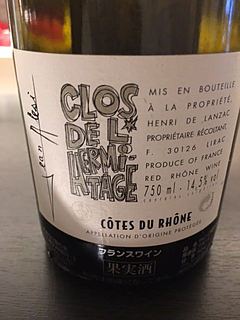 Jean Alesi
CLOS
DE L'
HERMI-
TAGE
MIS EN BOUTEILLE
À LA PROPRIÉTÉ,
HENRI DE LANZAC
PROPRIÉTAIRE RÉCOLTANT,
F. 30126 LIRAC
PRODUCE OF FRANCE
RED RHÔNE WINE
750 ml - 14,5% vol
CÔTES DU RHÔNE
APPELLATION D'ORIGINE PROTÉGÉE
フランスワイン
果実酒